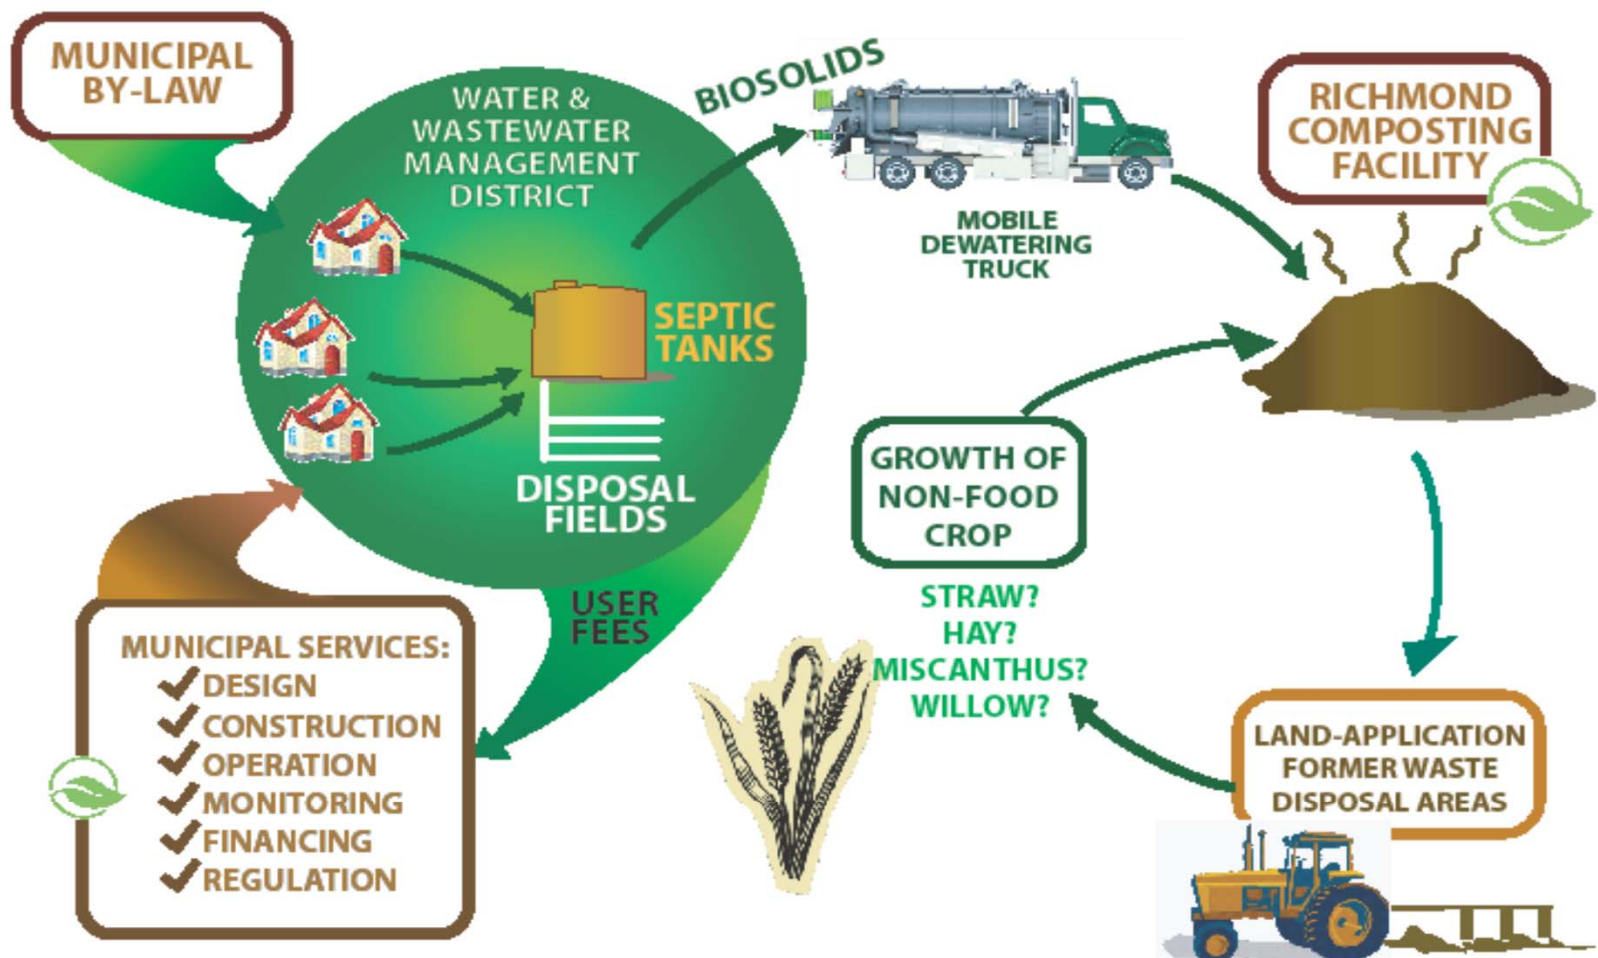 MUNICIPAL
BY-LAW
WATER &
WASTEWATER
MANAGEMENT
DISTRICT
SEPTIC
TANKS
DISPOSAL
FIELDS
USER
FEES
MUNICIPAL SERVICES:
DESIGN
CONSTRUCTION
OPERATION
MONITORING
FINANCING
REGULATION
BIOSOLIDS
MOBILE
DEWATERING
TRUCK
RICHMOND
COMPOSTING
FACILITY
GROWTH OF
NON-FOOD
CROP
STRAW?
HAY?
MISCANTHUS?
WILLOW?
LAND-APPLICATION
FORMER WASTE
DISPOSAL AREAS